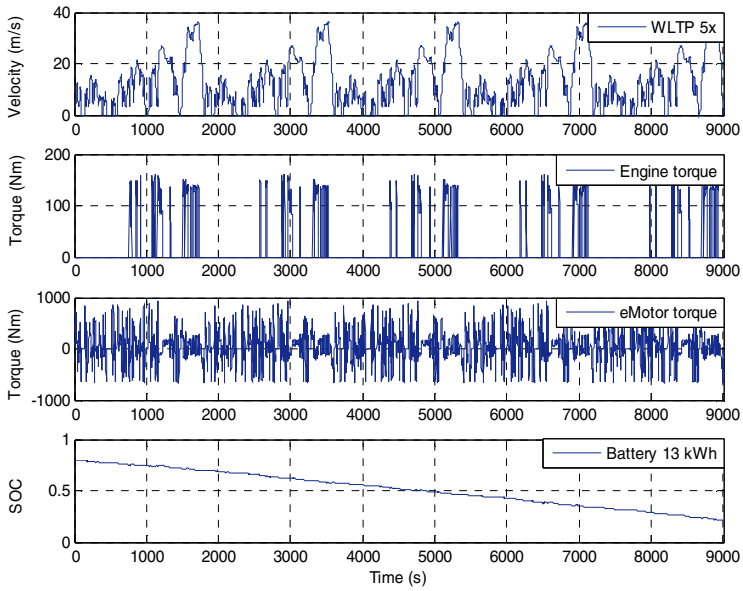 40
20
0
Velocity (m/s)
WLTP 5x
0 1000 2000 3000 4000 5000 6000 7000 8000 9000
200
100
0
Torque (Nm)
Engine torque
0 1000 2000 3000 4000 5000 6000 7000 8000 9000
1000
0
-1000
Torque (Nm)
eMotor torque
0 1000 2000 3000 4000 5000 6000 7000 8000 9000
1
0.5
0
SOC
Battery 13 kWh
0 1000 2000 3000 4000 5000 6000 7000 8000 9000
Time (s)